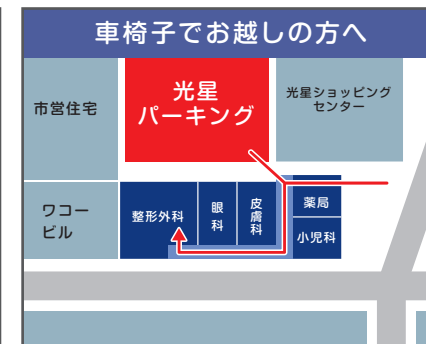 車椅子でお越しの方へ
市営住宅
光星
パーキング
光星ショッピング
センター
ワコー
ビル
整形外科
眼科
皮膚科
薬局
小児科